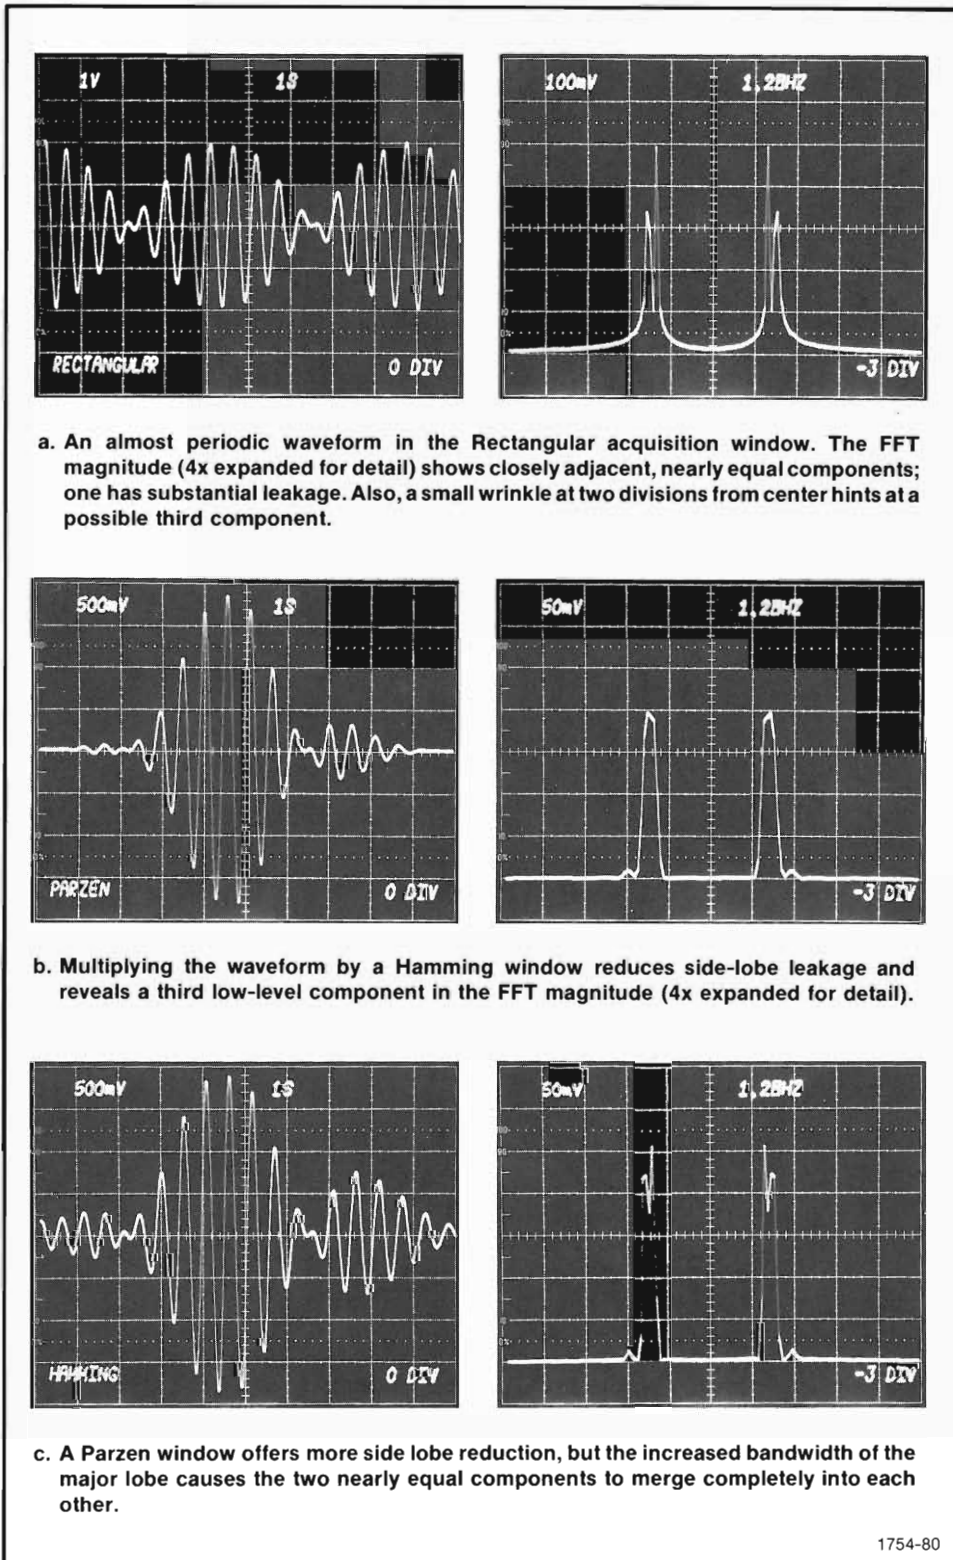 1V 1S
RECTANGULAR 0 DIV
100mV 1.25HZ
-3 DIV
a. An almost periodic waveform in the Rectangular acquisition window. The FFT
magnitude (4x expanded for detail) shows closely adjacent, nearly equal components;
one has substantial leakage. Also, a small wrinkle at two divisions from center hints at a
possible third component.
500mV 1S
PARZEN 0 DIV
50mV 1.25HZ
-3 DIV
b. Multiplying the waveform by a Hamming window reduces side-lobe leakage and
reveals a third low-level component in the FFT magnitude (4x expanded for detail).
500mV 1S
HAMMING 0 DIV
50mV 1.25HZ
-3 DIV
c. A Parzen window offers more side lobe reduction, but the increased bandwidth of the
major lobe causes the two nearly equal components to merge completely into each
other.
1754-80